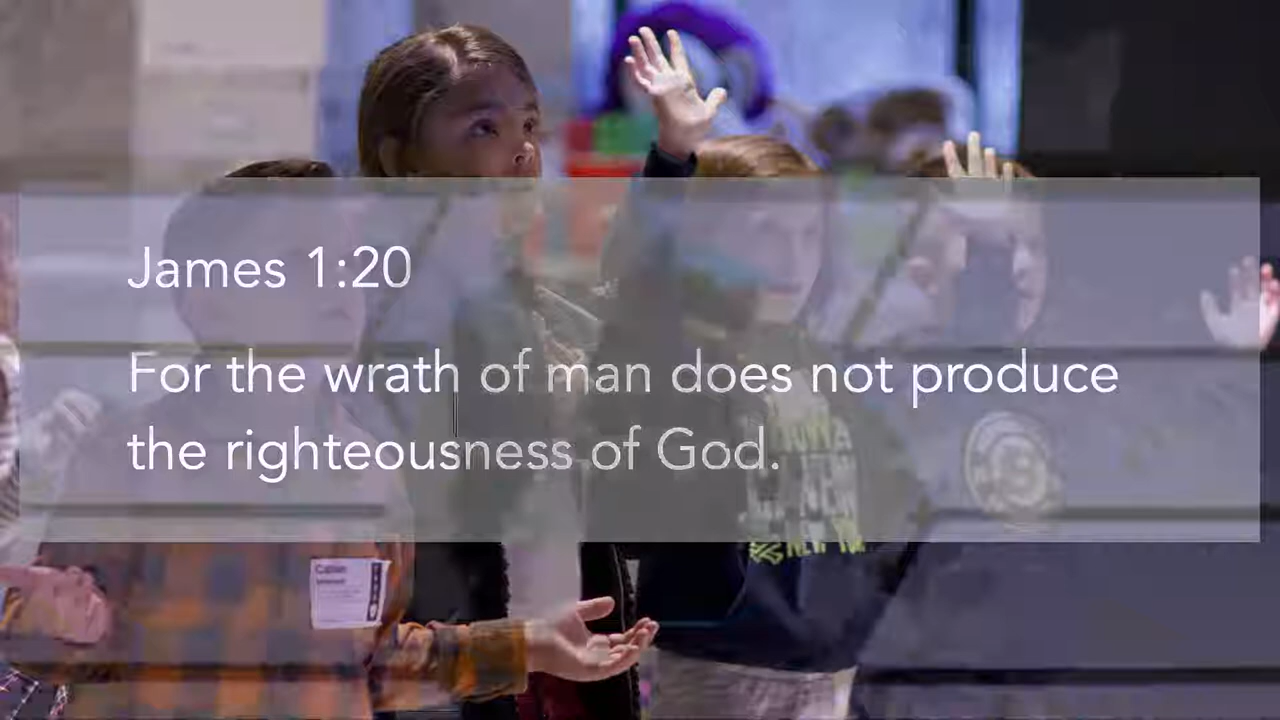 James 1:20
For the wrath of man does not produce
the righteousness of God.